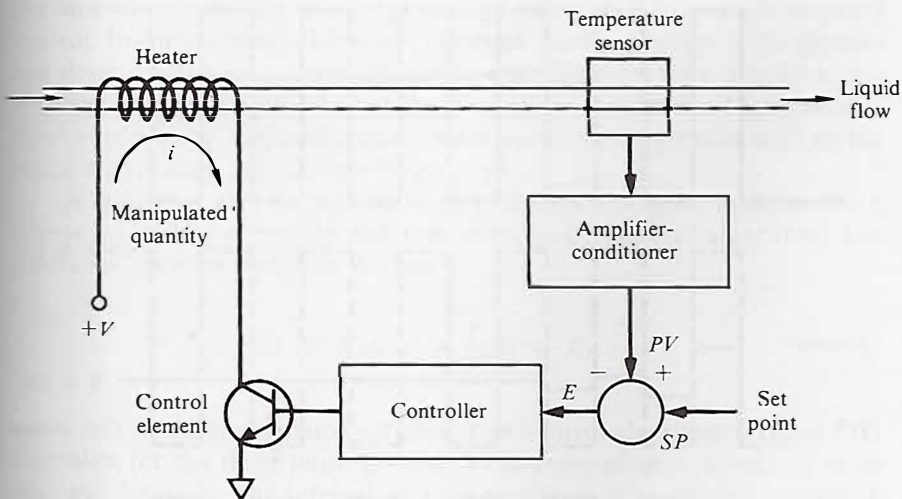 Temperature
sensor
Heater
Liquid
flow
i
Manipulated
quantity
Amplifier-
conditioner
+V
PV
− +
E
Control
element
Controller
Set
point
SP